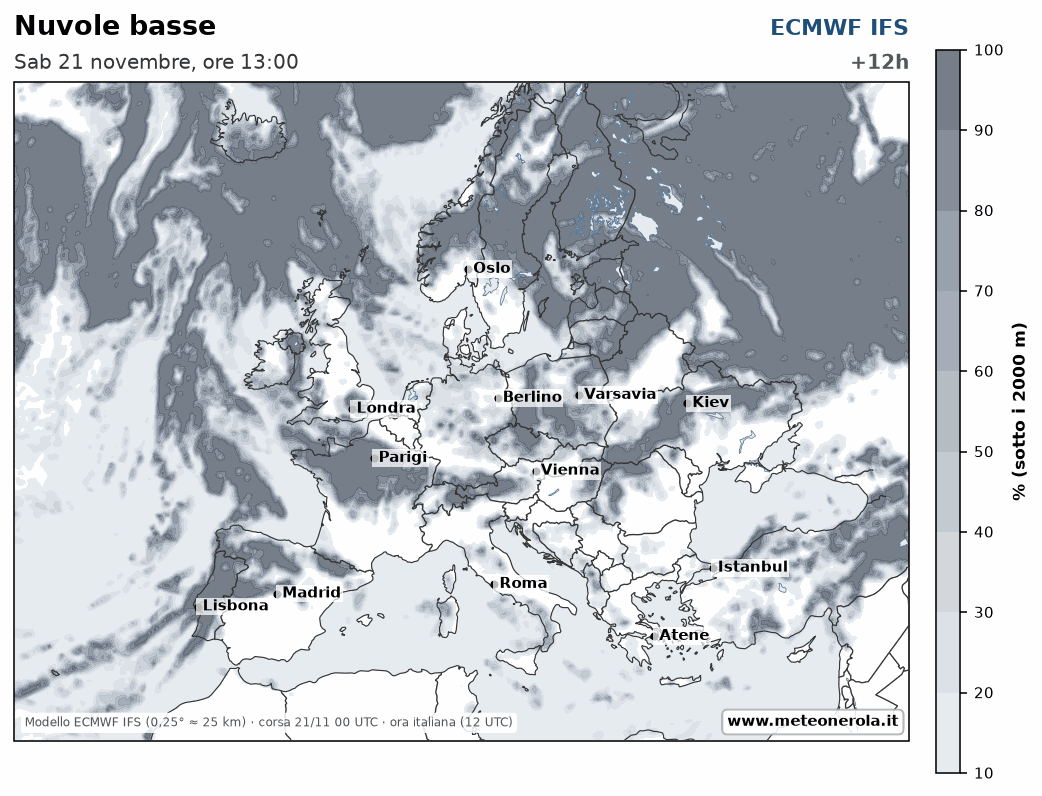 Nuvole basse
ECMWF IFS
Sab 21 novembre, ore 13:00
+12h
100
90
80
70
60
50
40
30
20
10
% (sotto i 2000 m)
Oslo
Berlino
Varsavia
Kiev
Londra
Parigi
Vienna
Istanbul
Roma
Madrid
Lisbona
Atene
Modello ECMWF IFS (0,25° ≈ 25 km) · corsa 21/11 00 UTC · ora italiana (12 UTC)
www.meteonerola.it